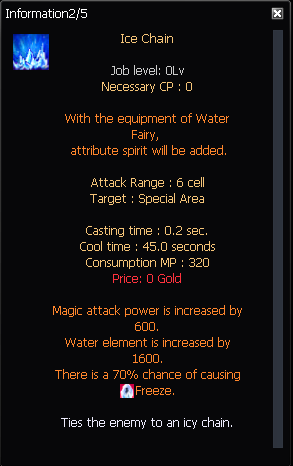 Information2/5
Ice Chain
Job level: 0Lv
Necessary CP : 0
With the equipment of Water
Fairy,
attribute spirit will be added.
Attack Range : 6 cell
Target : Special Area
Casting time : 0.2 sec.
Cool time : 45.0 seconds
Consumption MP : 320
Price: 0 Gold
Magic attack power is increased by
600.
Water element is increased by
1600.
There is a 70% chance of causing
Freeze.
Ties the enemy to an icy chain.